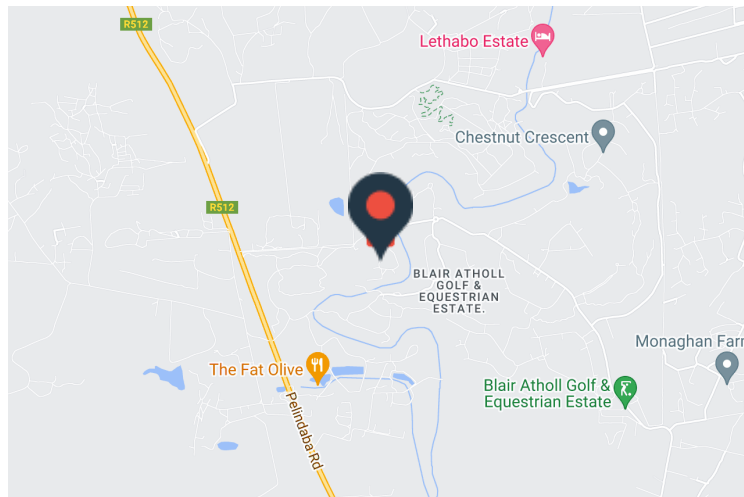 R512
Lethabo Estate
Chestnut Crescent
R512
BLAIR ATHOLL
GOLF &
EQUESTRIAN
ESTATE.
Monaghan Farm
The Fat Olive
Blair Atholl Golf &
Equestrian Estate
Pelindaba Rd